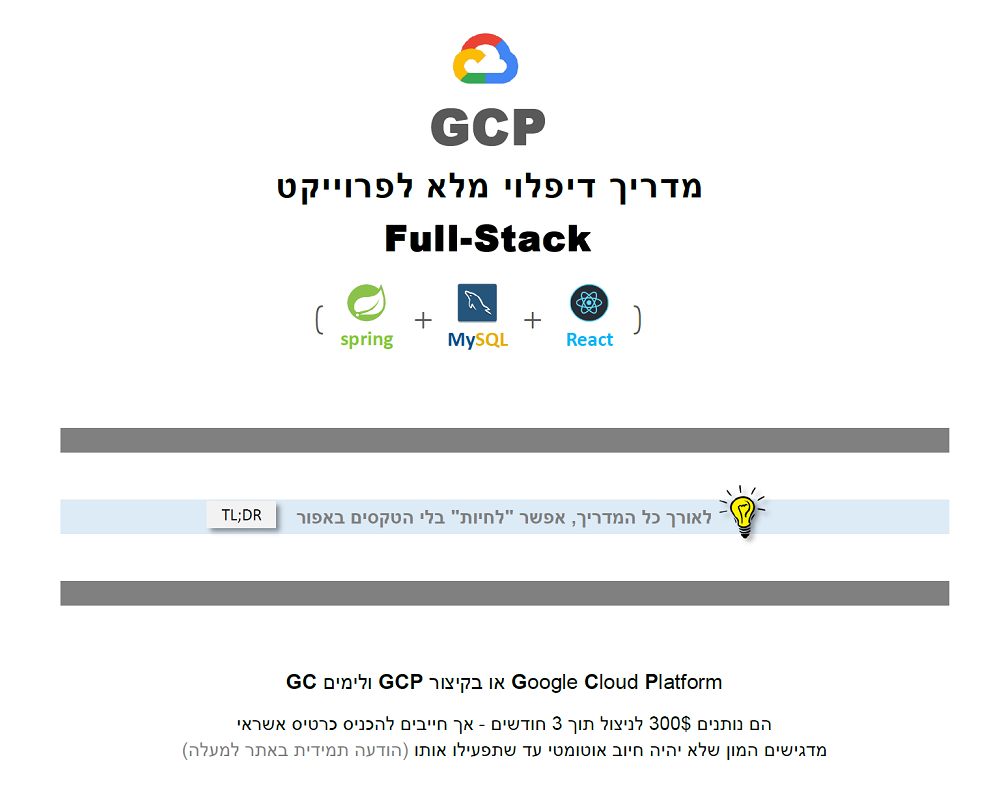 GCP
מדריך דיפלוי מלא לפרוייקט
Full-Stack
( spring + MySQL + React )
לאורך כל המדריך, אפשר "לחיות" בלי הטקסים באפור TL;DR
Google Cloud Platform או בקיצור GCP ולימים GC
הם נותנים 300$ לניצול תוך 3 חודשים - אך חייבים להכניס כרטיס אשראי
מדגישים המון שלא יהיה חיוב אוטומטי עד שתפעילו אותו (הודעה תמידית באתר למעלה)